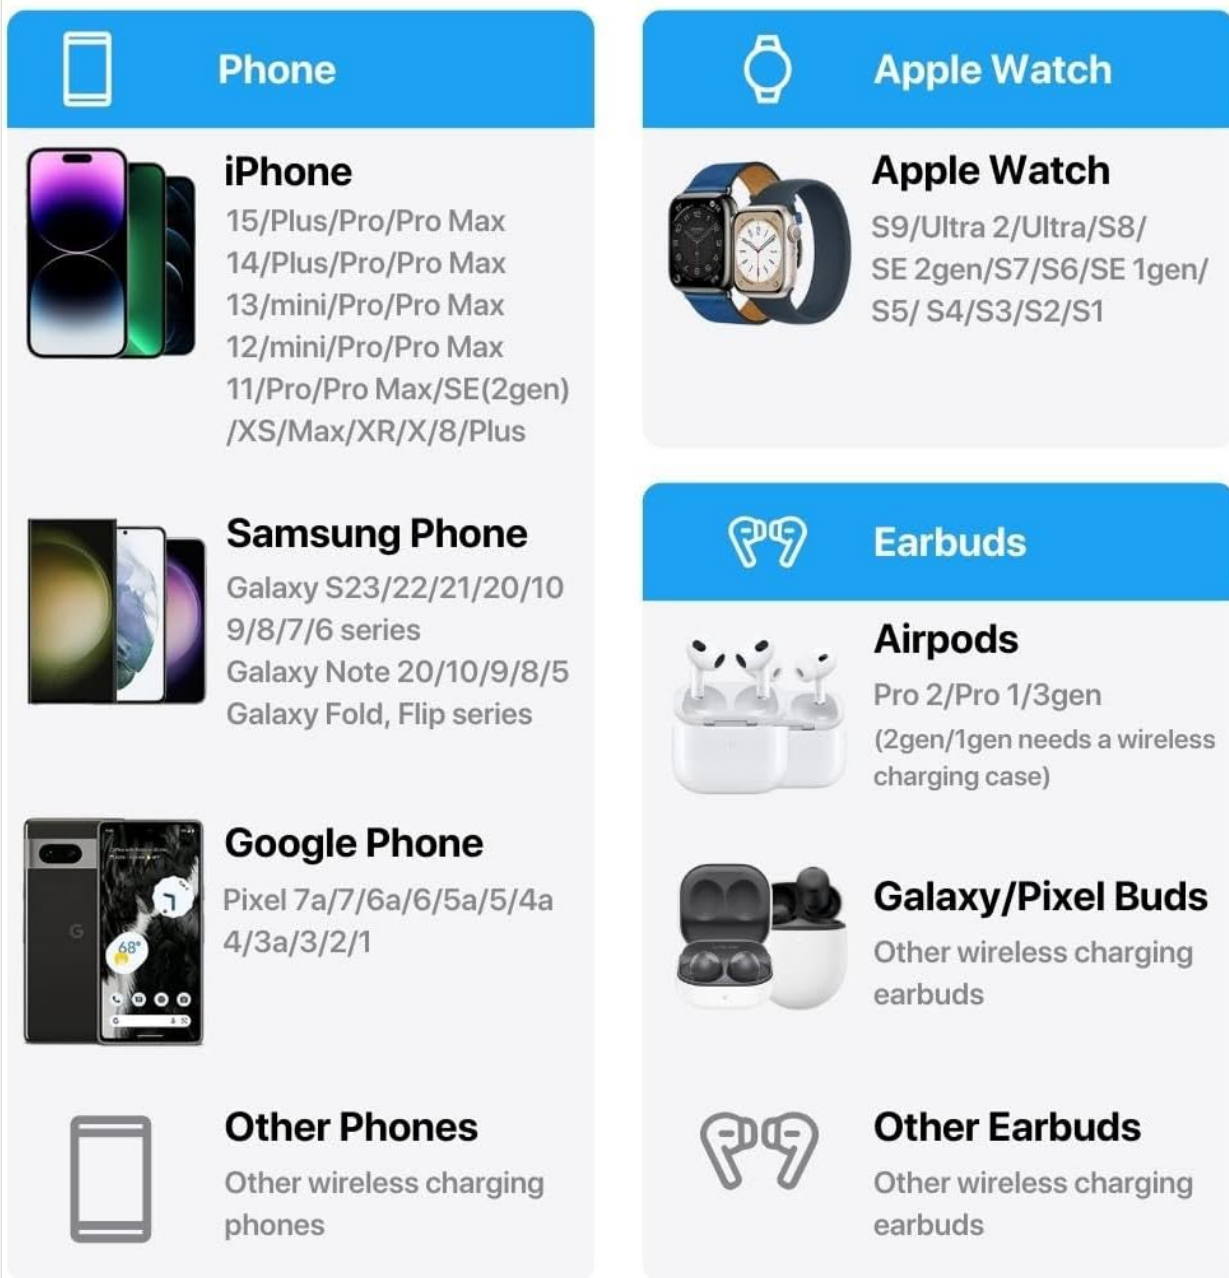 Phone
iPhone
15/Plus/Pro/Pro Max
14/Plus/Pro/Pro Max
13/mini/Pro/Pro Max
12/mini/Pro/Pro Max
11/Pro/Pro Max/SE(2gen)
/XS/Max/XR/X/8/Plus
Samsung Phone
Galaxy S23/22/21/20/10
9/8/7/6 series
Galaxy Note 20/10/9/8/5
Galaxy Fold, Flip series
Google Phone
Pixel 7a/7/6a/6/5a/5/4a
4/3a/3/2/1
68°
Other Phones
Other wireless charging
phones
Apple Watch
Apple Watch
S9/Ultra 2/Ultra/S8/
SE 2gen/S7/S6/SE 1gen/
S5/ S4/S3/S2/S1
Earbuds
Airpods
Pro 2/Pro 1/3gen
(2gen/1gen needs a wireless
charging case)
Galaxy/Pixel Buds
Other wireless charging
earbuds
Other Earbuds
Other wireless charging
earbuds